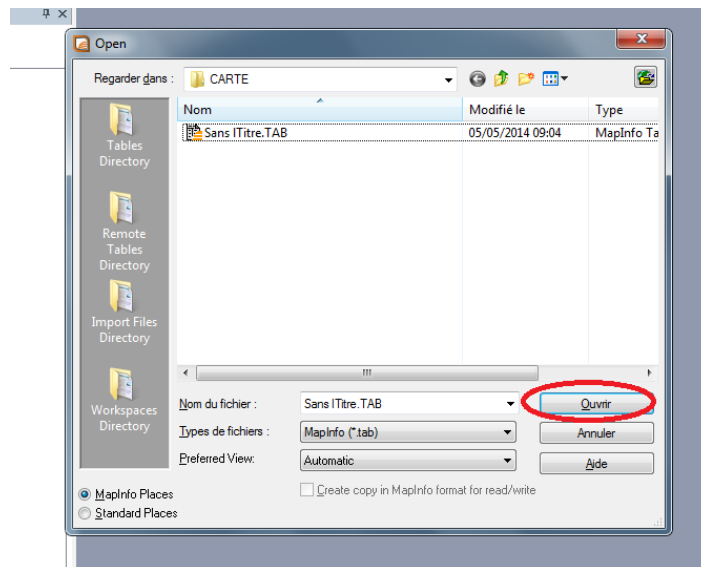 Open
Regarder dans :
CARTE
Nom
Modifié le
Type
Sans lTitre.TAB
05/05/2014 09:04
MapInfo Ta
Tables
Directory
Remote
Tables
Directory
Import Files
Directory
Workspaces
Directory
Nom du fichier :
Sans lTitre.TAB
Ouvrir
Types de fichiers :
MapInfo (*.tab)
Annuler
Preferred View:
Automatic
Aide
MapInfo Places
Create copy in MapInfo format for read/write
Standard Places